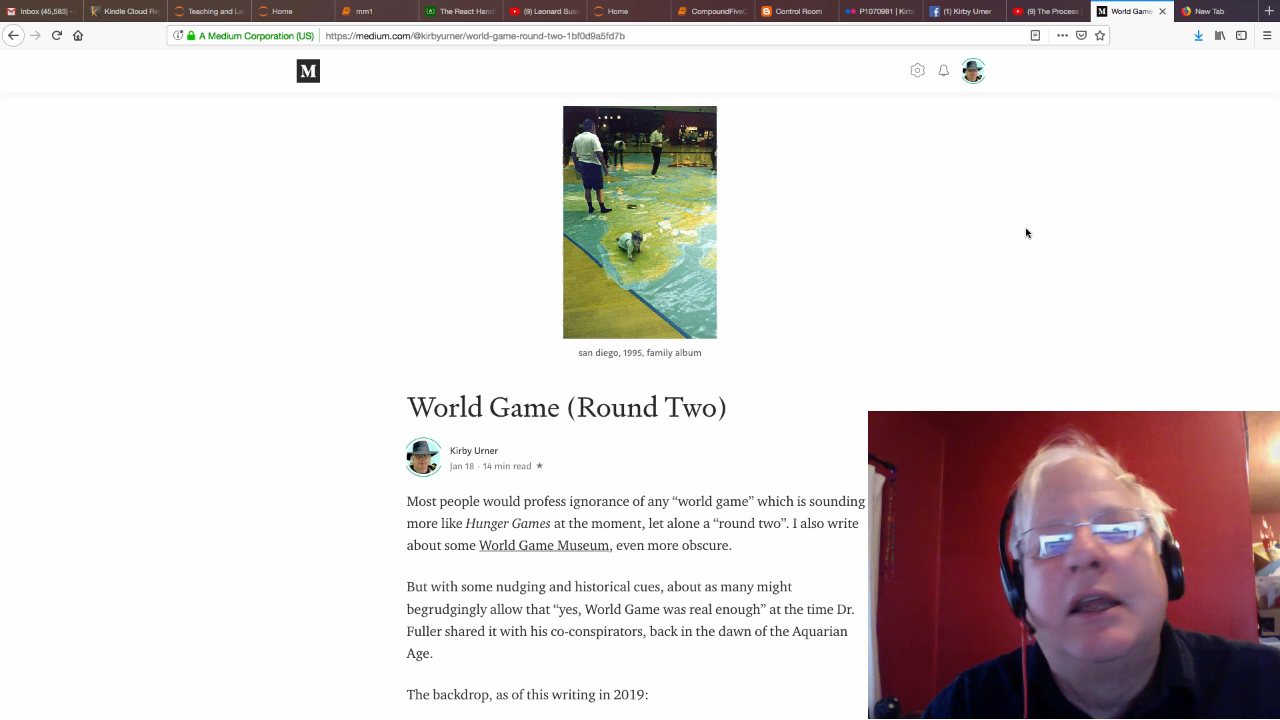 Inbox (45,583) -
Kindle Cloud Re
Teaching and Le
Home
mm1
The React Hand
(9) Leonard Sus
Home
CompoundFiveO
Control Room
P1070981 | Kirb
(1) Kirby Urner
(9) The Process
World Game
New Tab
A Medium Corporation (US)
https://medium.com/@kirbyurner/world-game-round-two-1bf0d9a5fd7b
M
san diego, 1995, family album
World Game (Round Two)
Kirby Urner
Jan 18 · 14 min read ★
Most people would profess ignorance of any “world game” which is sounding
more like Hunger Games at the moment, let alone a “round two”. I also write
about some World Game Museum, even more obscure.
But with some nudging and historical cues, about as many might
begrudgingly allow that “yes, World Game was real enough” at the time Dr.
Fuller shared it with his co-conspirators, back in the dawn of the Aquarian
Age.
The backdrop, as of this writing in 2019: